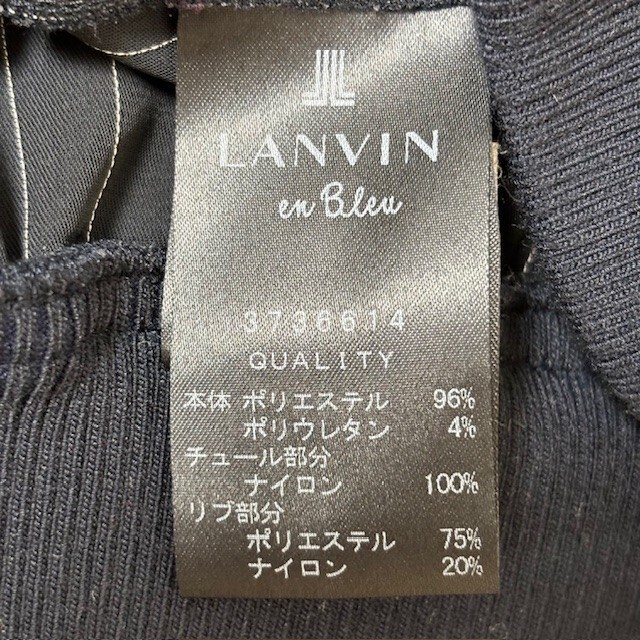 LANVIN
en Bleu
3736614
QUALITY
本体 ポリエステル 96%
ポリウレタン 4%
チュール部分
ナイロン 100%
リブ部分
ポリエステル 75%
ナイロン 20%